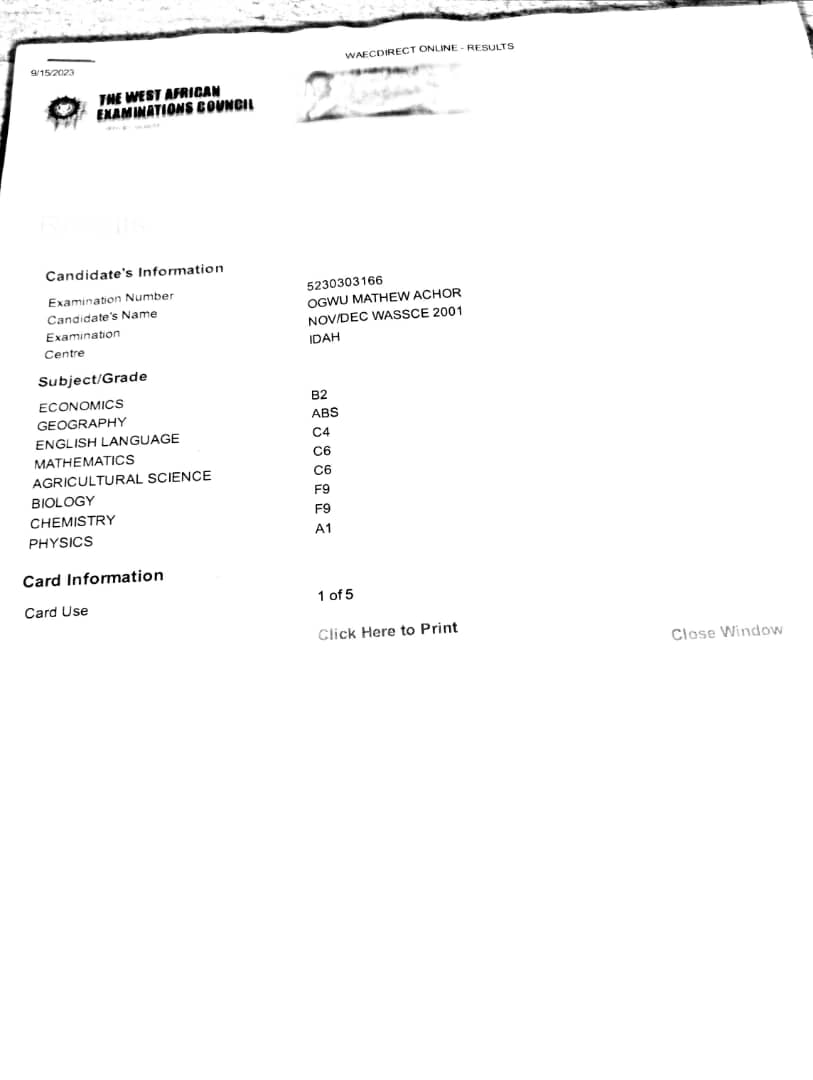 WAECDIRECT ONLINE - RESULTS
9/15/2023
THE WEST AFRICAN
EXAMINATIONS COUNCIL
Results
Candidate's Information
Examination Number 5230303166
Candidate's Name OGWU MATHEW ACHOR
Examination NOV/DEC WASSCE 2001
Centre IDAH
Subject/Grade
ECONOMICS B2
GEOGRAPHY ABS
ENGLISH LANGUAGE C4
MATHEMATICS C6
AGRICULTURAL SCIENCE C6
BIOLOGY F9
CHEMISTRY F9
PHYSICS A1
Card Information
Card Use 1 of 5
Click Here to Print Close Window